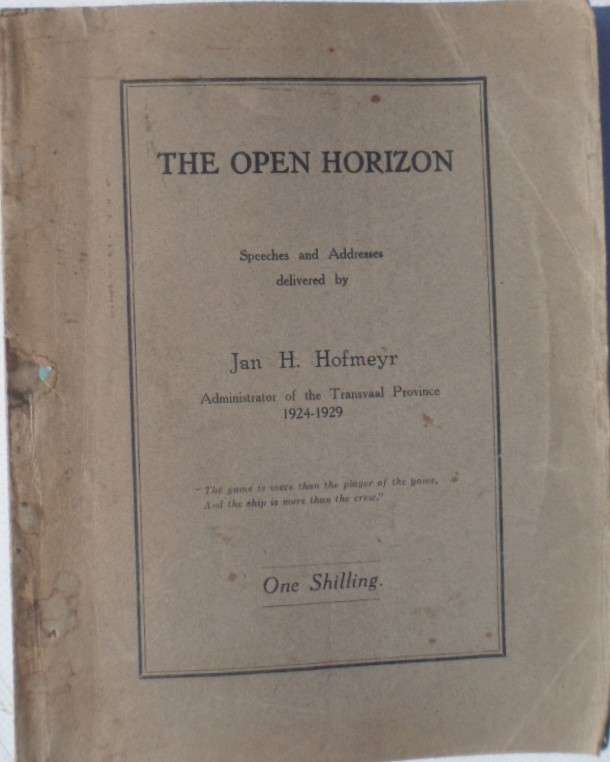 THE OPEN HORIZON
Speeches and Addresses
delivered by
Jan H. Hofmeyr
Administrator of the Transvaal Province
1924-1929
"The game is more than the player of the game,
And the ship is more than the crew."
One Shilling.